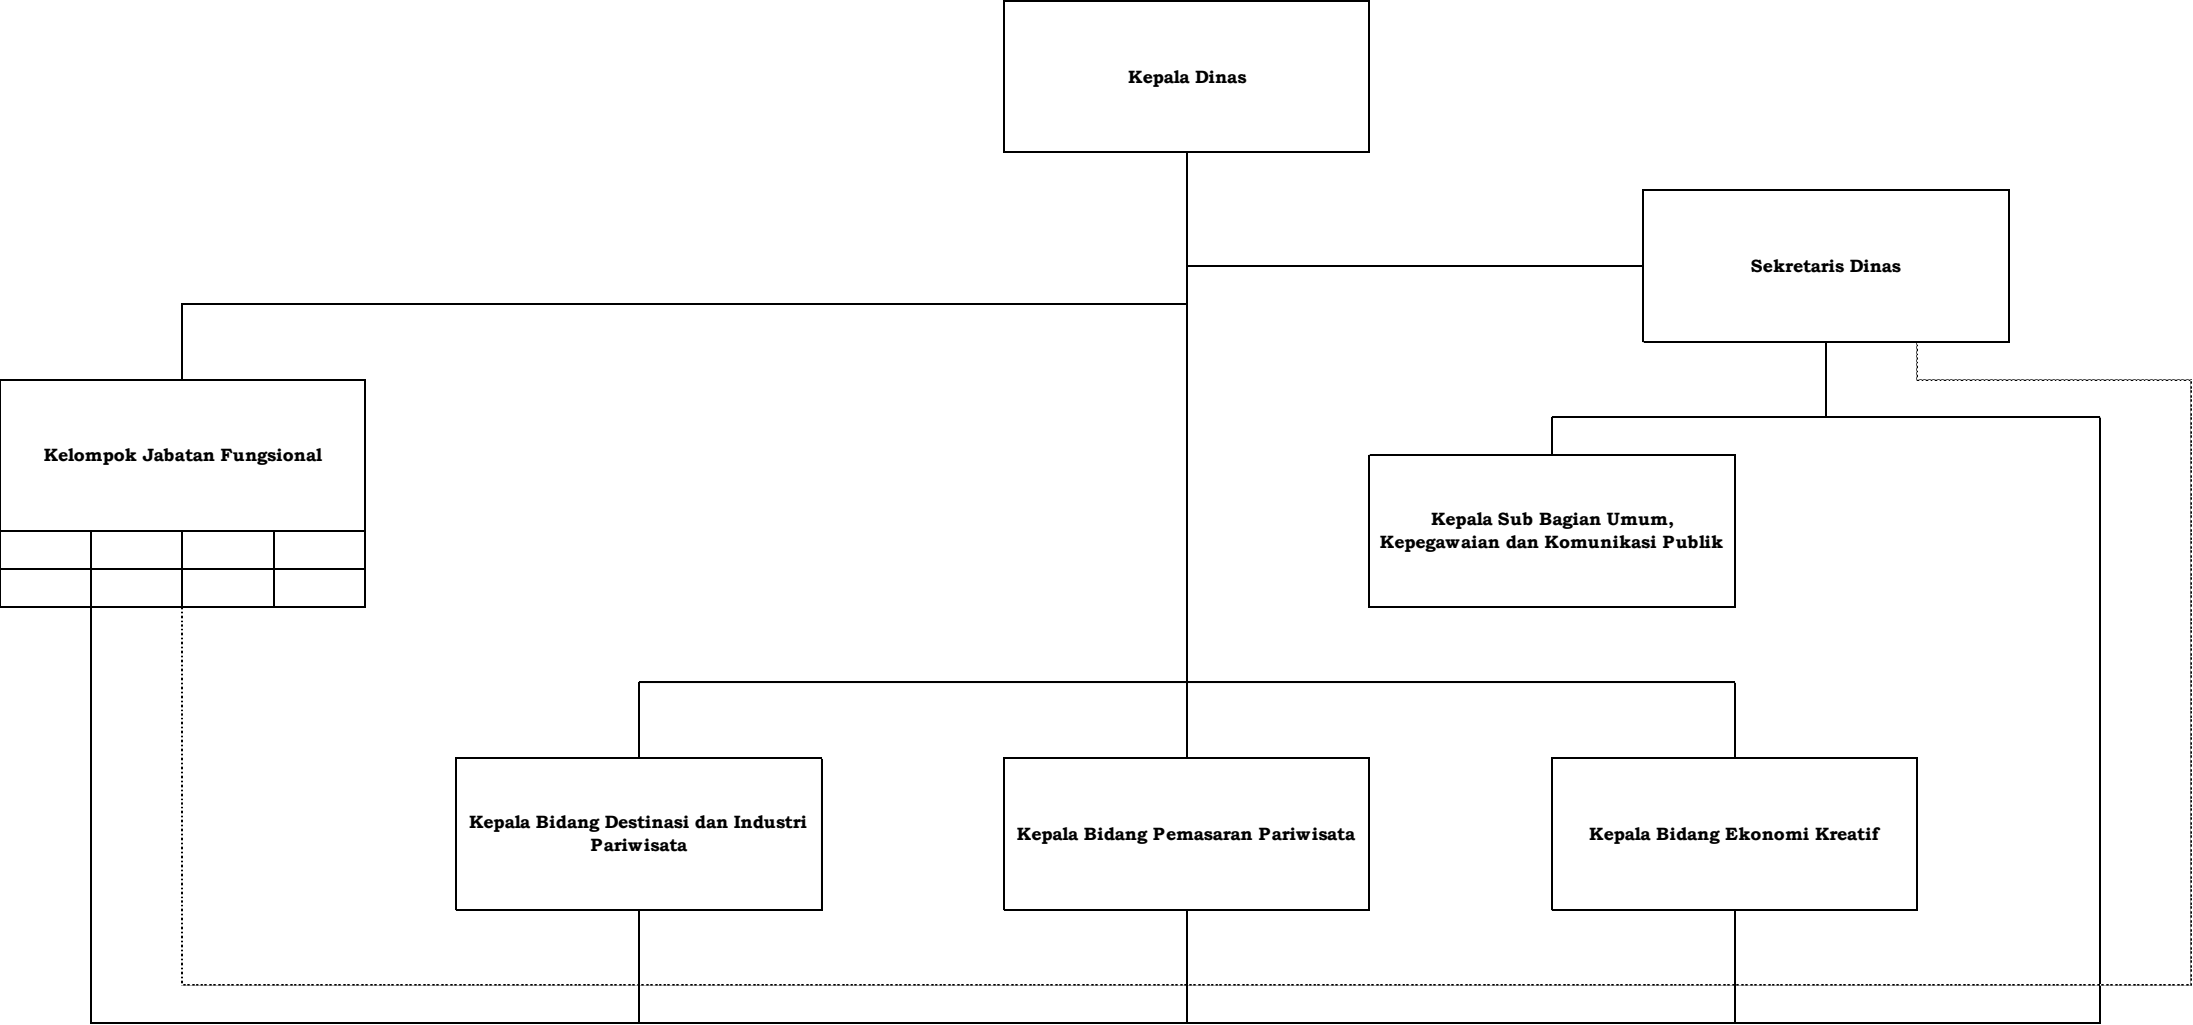 Kepala Dinas
Sekretaris Dinas
Kelompok Jabatan Fungsional
Kepala Sub Bagian Umum,
Kepegawaian dan Komunikasi Publik
Kepala Bidang Destinasi dan Industri
Pariwisata
Kepala Bidang Pemasaran Pariwisata
Kepala Bidang Ekonomi Kreatif